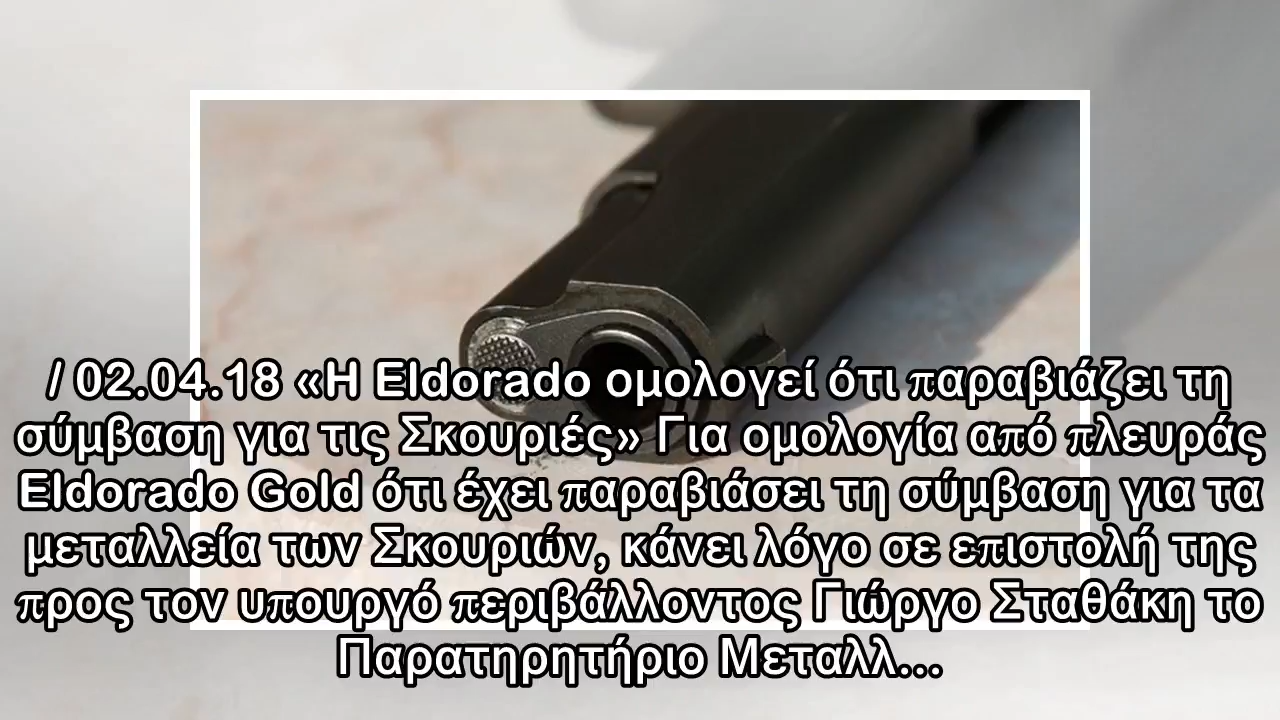 / 02.04.18 «Η Eldorado ομολογεί ότι παραβιάζει τη
σύμβαση για τις Σκουριές» Για ομολογία από πλευράς
Eldorado Gold ότι έχει παραβιάσει τη σύμβαση για τα
μεταλλεία των Σκουριών, κάνει λόγο σε επιστολή της
προς τον υπουργό περιβάλλοντος Γιώργο Σταθάκη το
Παρατηρητήριο Μεταλλ...